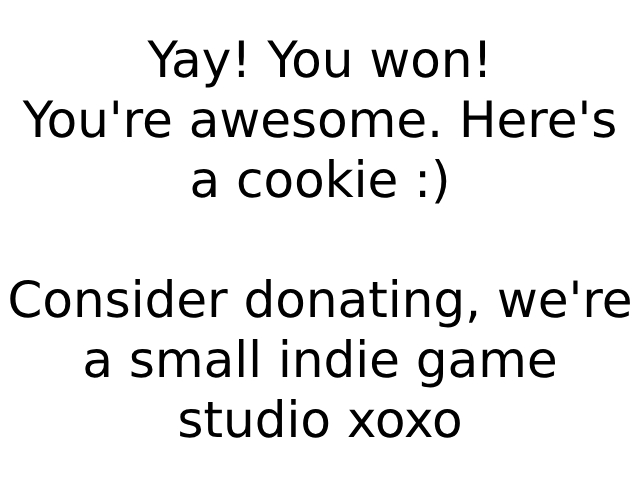 Yay! You won!
You're awesome. Here's
a cookie :)
Consider donating, we're
a small indie game
studio xoxo